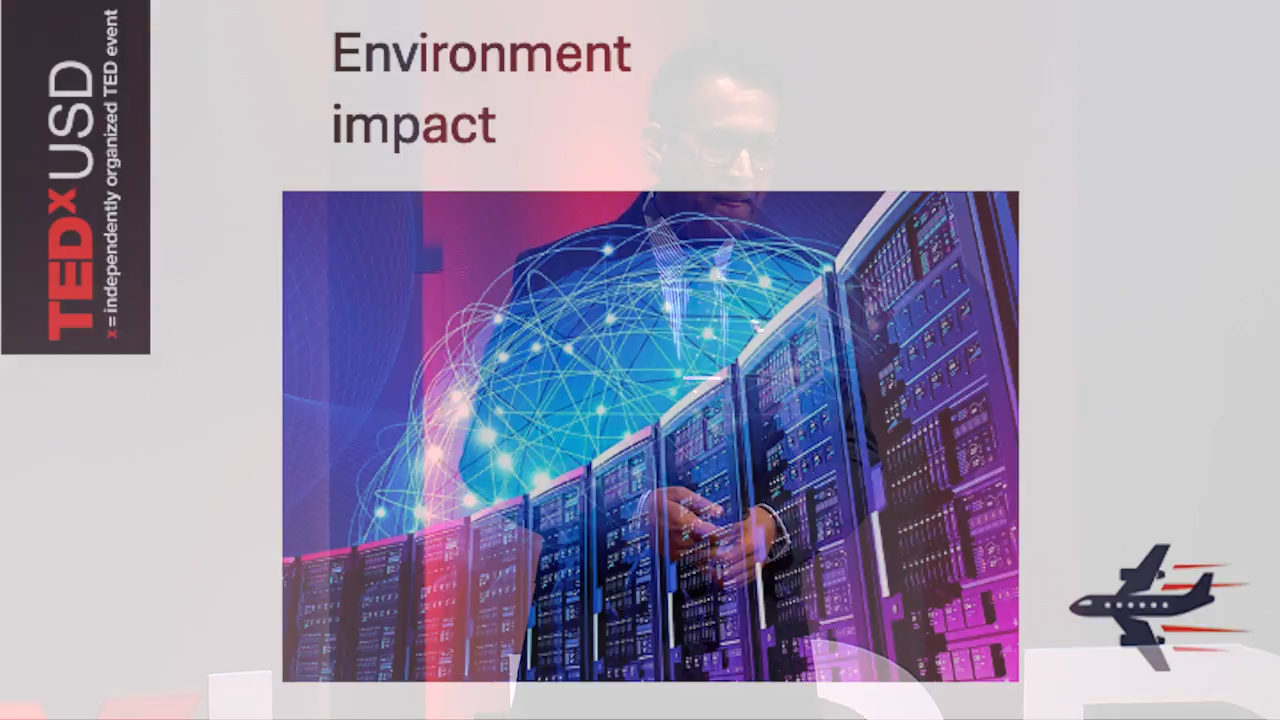 TEDxUSD
x = independently organized TED event
Environment
impact